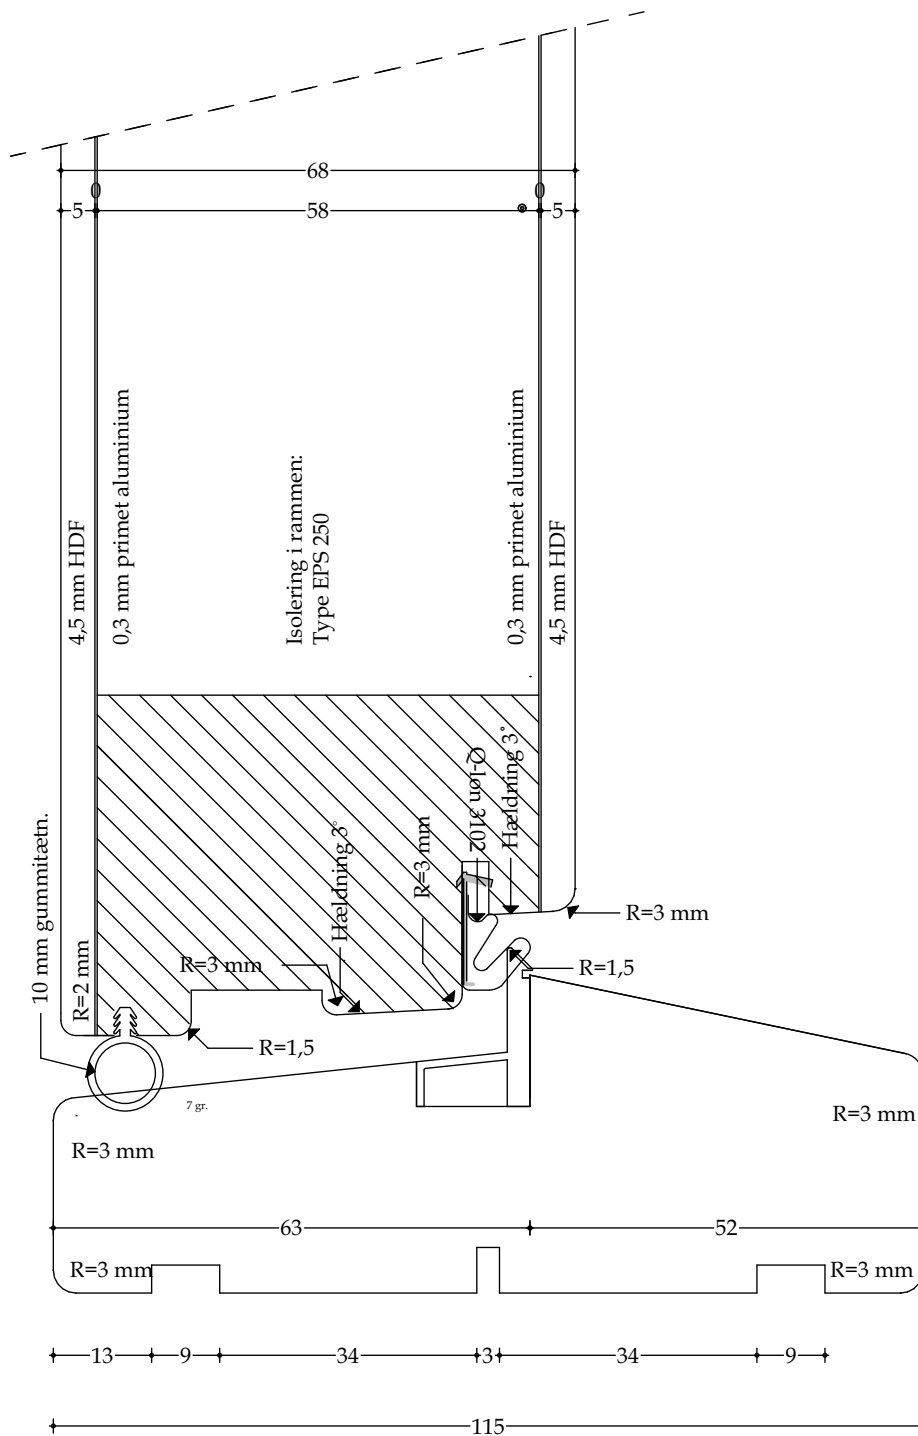 68
5
58
5
4,5 mm HDF
0,3 mm primet aluminium
Isolering i rammen:
Type EPS 250
0,3 mm primet aluminium
4,5 mm HDF
10 mm gummitætn.
R=2 mm
R=3 mm
Hældning 3°
R=3 mm
Q-lon 3102
Hældning 3°
R=3 mm
R=1,5
R=1,5
7 gr.
R=3 mm
R=3 mm
63
52
R=3 mm
R=3 mm
13
9
34
3
34
9
115